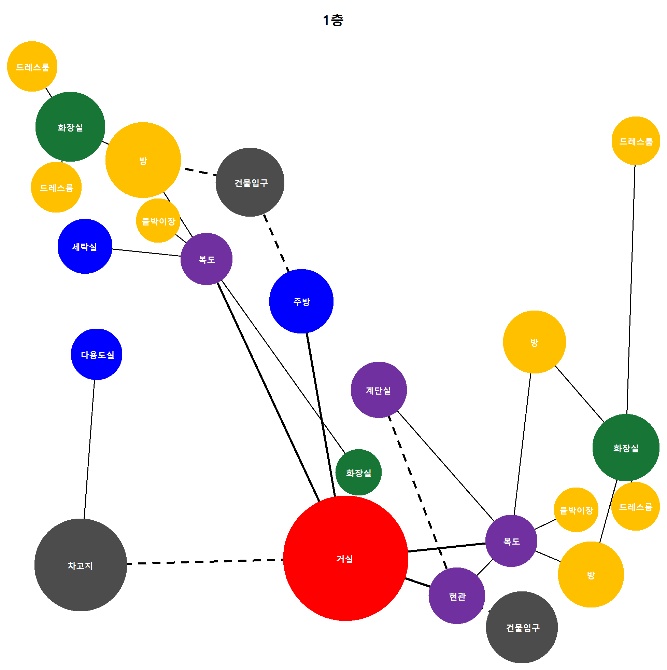 1층
드레스룸
화장실
드레스룸
방
건물입구
붙박이장
세탁실
복도
주방
다용도실
계단실
화장실
드레스룸
방
화장실
붙박이장
드레스룸
복도
방
차고지
거실
현관
건물입구